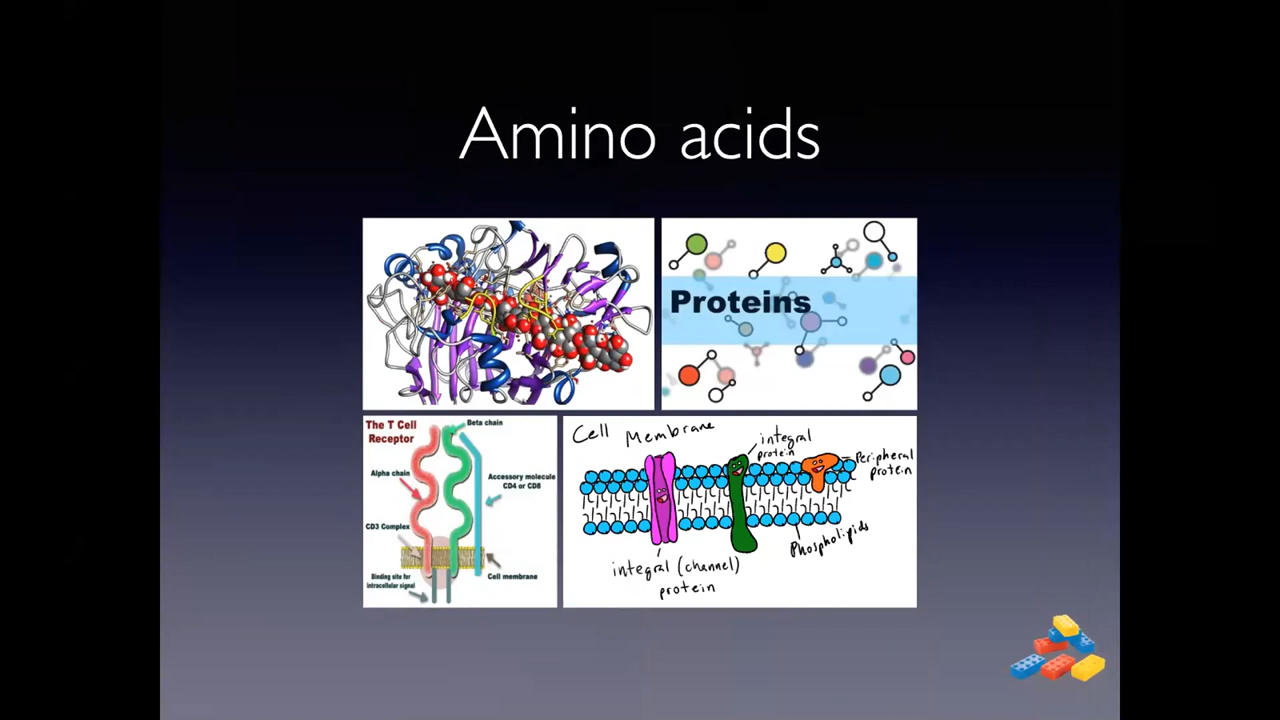 Amino acids
Proteins
The T Cell
Receptor
Beta chain
Alpha chain
Accessory molecule
CD4 or CD8
CD3 Complex
Binding site for
intracellular signal
Cell membrane
Cell Membrane
integral
protein
Peripheral
protein
Phospholipids
integral (channel)
protein